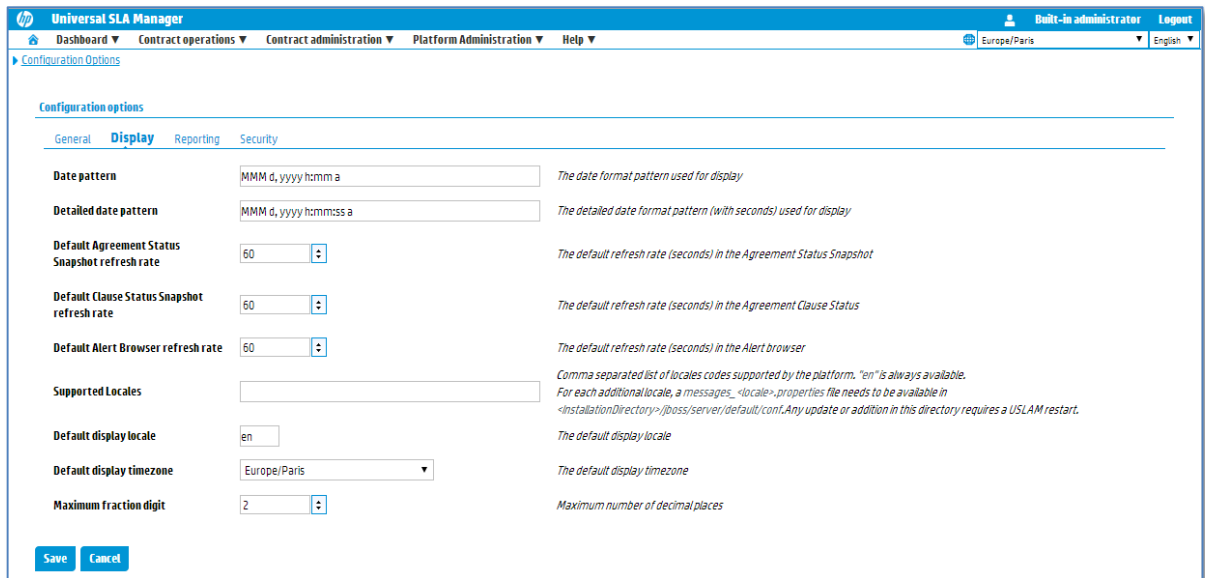 hp Universal SLA Manager Built-in administrator Logout
Dashboard ▼ Contract operations ▼ Contract administration ▼ Platform Administration ▼ Help ▼ Europe/Paris ▼ English ▼
Configuration Options
Configuration options
General Display Reporting Security
Date pattern MMM d, yyyy h:mm a The date format pattern used for display
Detailed date pattern MMM d, yyyy h:mm:ss a The detailed date format pattern (with seconds) used for display
Default Agreement Status
Snapshot refresh rate 60 The default refresh rate (seconds) in the Agreement Status Snapshot
Default Clause Status Snapshot
refresh rate 60 The default refresh rate (seconds) in the Agreement Clause Status
Default Alert Browser refresh rate 60 The default refresh rate (seconds) in the Alert browser
Comma separated list of locales codes supported by the platform. "en" is always available.
Supported Locales For each additional locale, a messages_<locale>.properties file needs to be available in
<InstallationDirectory>/jboss/server/default/conf.Any update or addition in this directory requires a USLAM restart.
Default display locale en The default display locale
Default display timezone Europe/Paris ▼ The default display timezone
Maximum fraction digit 2 Maximum number of decimal places
Save Cancel